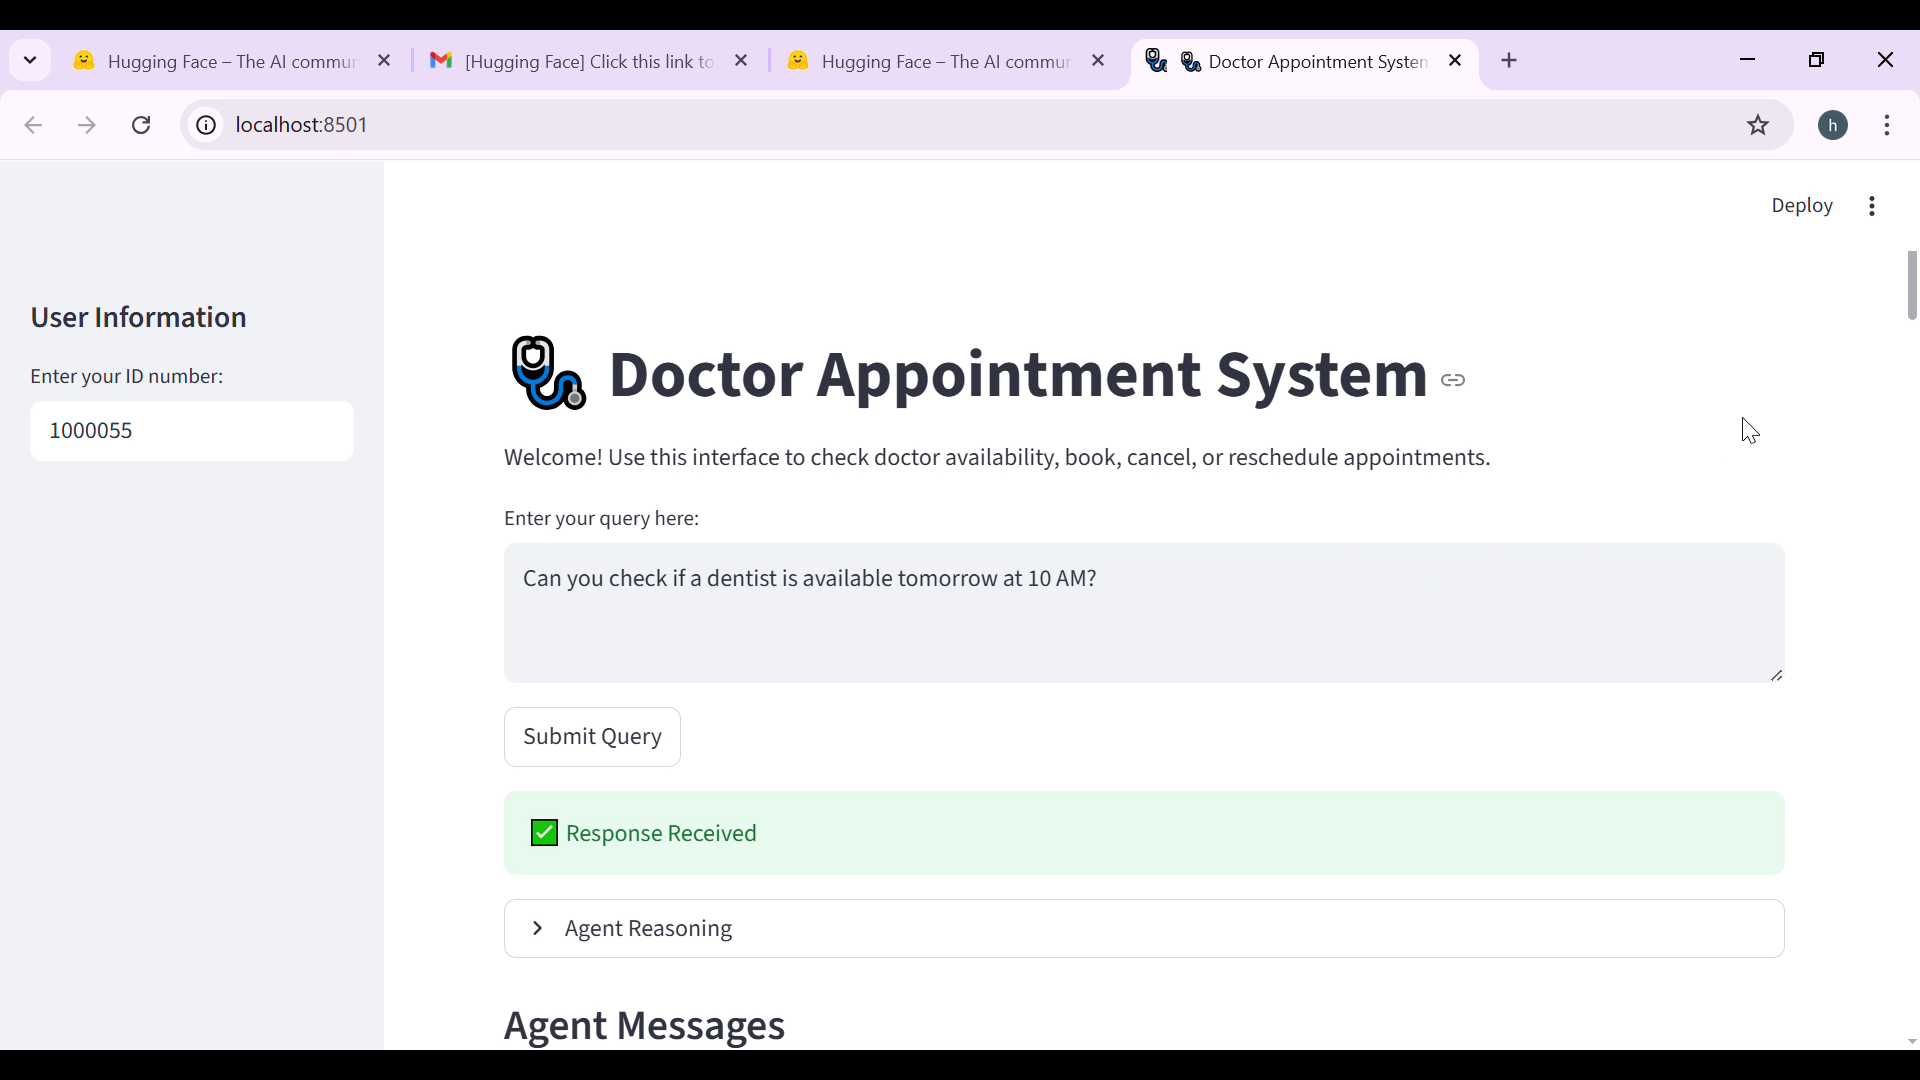 Hugging Face – The AI commun
[Hugging Face] Click this link to
Hugging Face – The AI commun
Doctor Appointment System
localhost:8501
h
Deploy
User Information
Enter your ID number:
1000055
Doctor Appointment System
Welcome! Use this interface to check doctor availability, book, cancel, or reschedule appointments.
Enter your query here:
Can you check if a dentist is available tomorrow at 10 AM?
Submit Query
Response Received
Agent Reasoning
Agent Messages